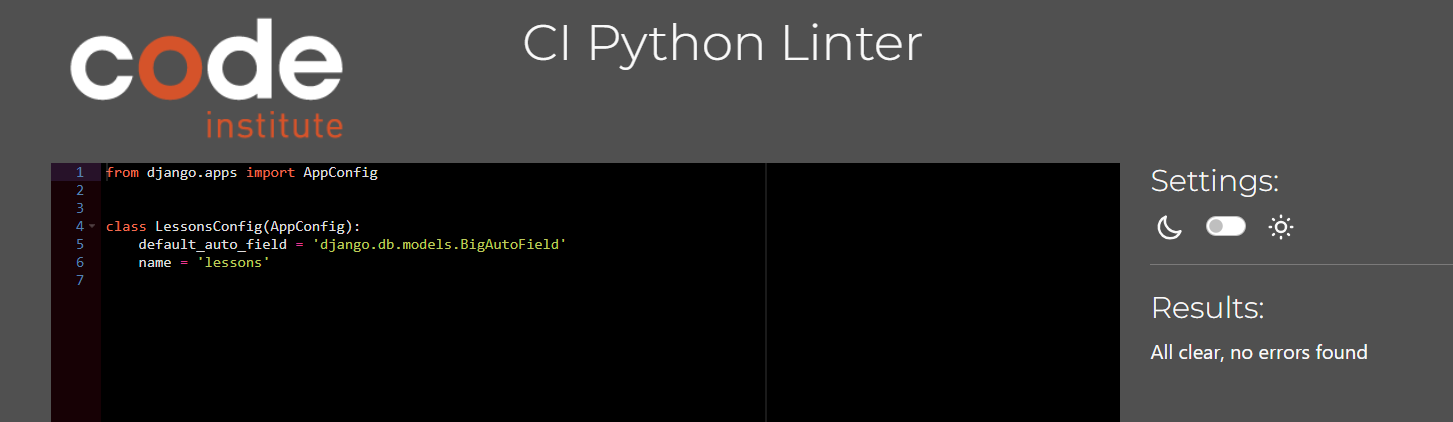 code
institute
CI Python Linter
1 from django.apps import AppConfig
2
3
4 class LessonsConfig(AppConfig):
5     default_auto_field = 'django.db.models.BigAutoField'
6     name = 'lessons'
7
Settings:
Results:
All clear, no errors found